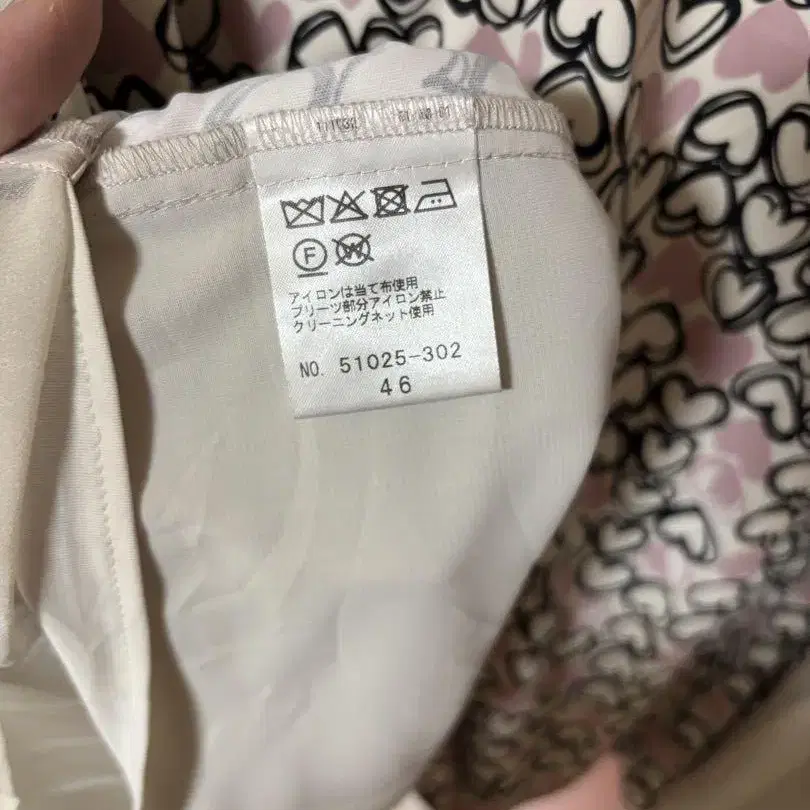 F W
アイロンは当て布使用
プリーツ部分アイロン禁止
クリーニングネット使用
NO. 51025-302
46